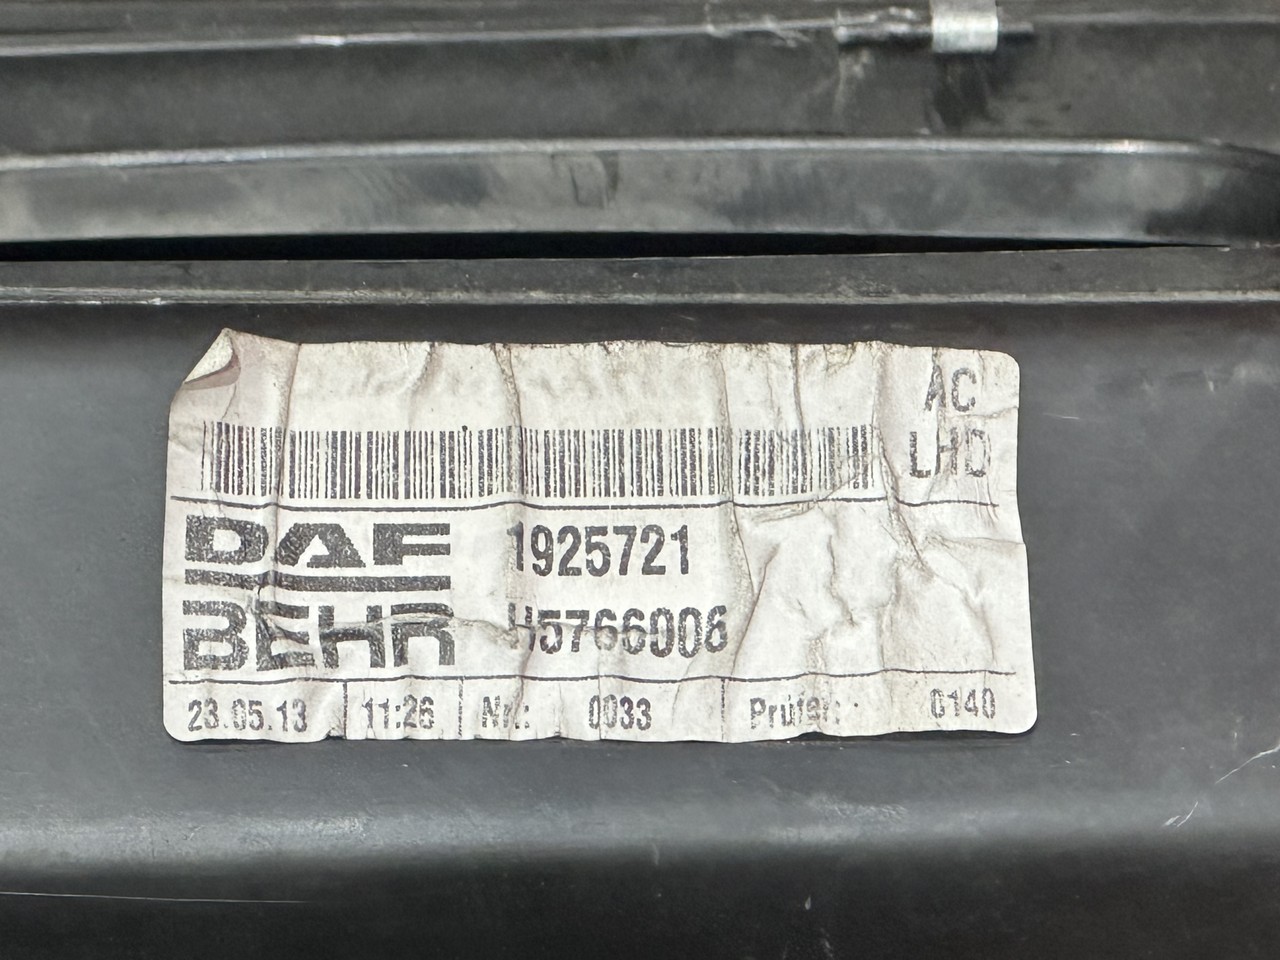 AC
LHD
DAF 1925721
BEHR H5766006
23.05.13 11:26 Nr.: 0033 Prüfer.: 0140